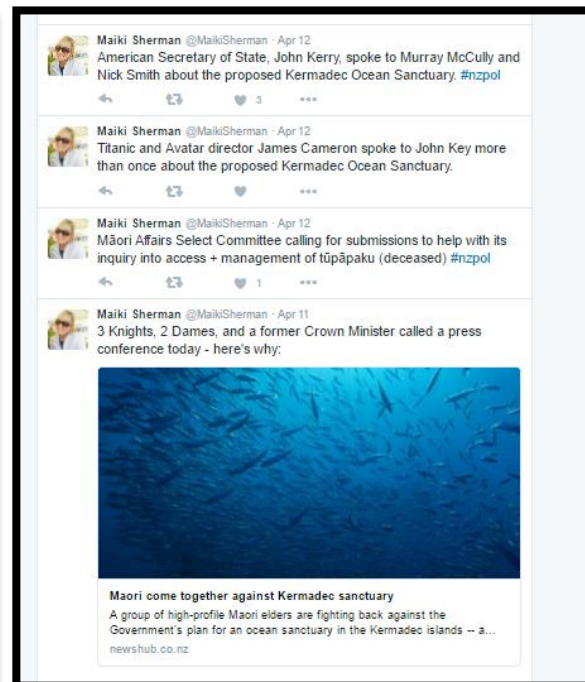 Maiki Sherman @MaikiSherman · Apr 12
American Secretary of State, John Kerry, spoke to Murray McCully and
Nick Smith about the proposed Kermadec Ocean Sanctuary. #nzpol
3
Maiki Sherman @MaikiSherman · Apr 12
Titanic and Avatar director James Cameron spoke to John Key more
than once about the proposed Kermadec Ocean Sanctuary.
Maiki Sherman @MaikiSherman · Apr 12
Māori Affairs Select Committee calling for submissions to help with its
inquiry into access + management of tūpāpaku (deceased) #nzpol
1
Maiki Sherman @MaikiSherman · Apr 11
3 Knights, 2 Dames, and a former Crown Minister called a press
conference today - here's why:
Maori come together against Kermadec sanctuary
A group of high-profile Maori elders are fighting back against the
Government's plan for an ocean sanctuary in the Kermadec islands -- a...
newshub.co.nz